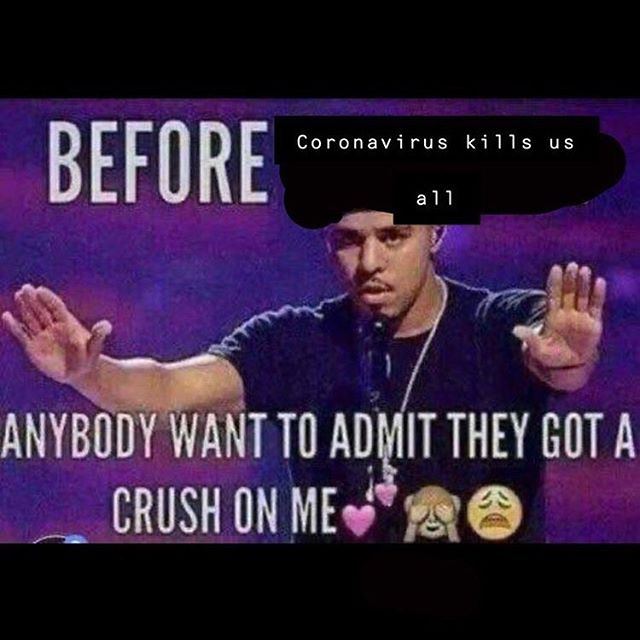 BEFORE Coronavirus kills us
all
ANYBODY WANT TO ADMIT THEY GOT A
CRUSH ON ME💕🙈😩